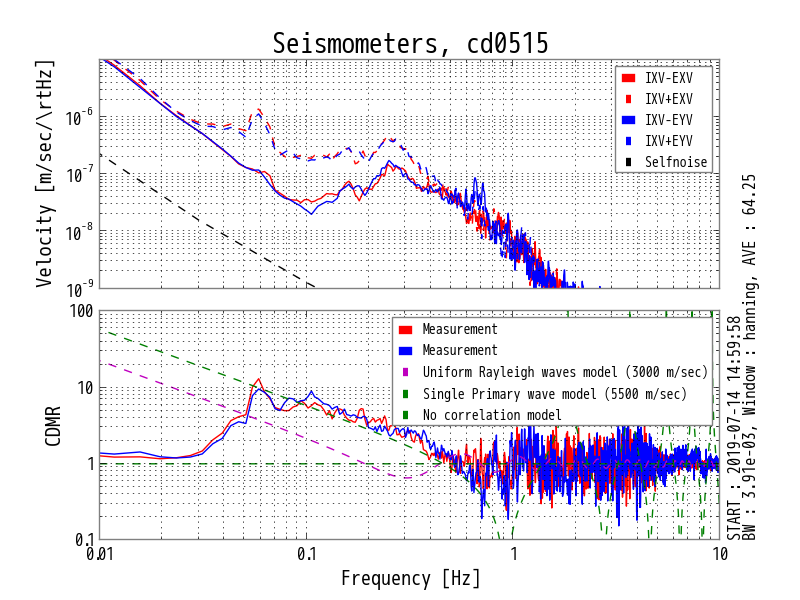 Seismometers, cd0515
Velocity [m/sec/\rtHz]
10^-6
10^-7
10^-8
10^-9
IXV-EXV
IXV+EXV
IXV-EYV
IXV+EYV
Selfnoise
CDMR
100
10
1
0.1
Measurement
Measurement
Uniform Rayleigh waves model (3000 m/sec)
Single Primary wave model (5500 m/sec)
No correlation model
0.01
0.1
1
10
Frequency [Hz]
START : 2019-07-14 14:59:58
BW : 3.91e-03, Window : hanning, AVE : 64.25